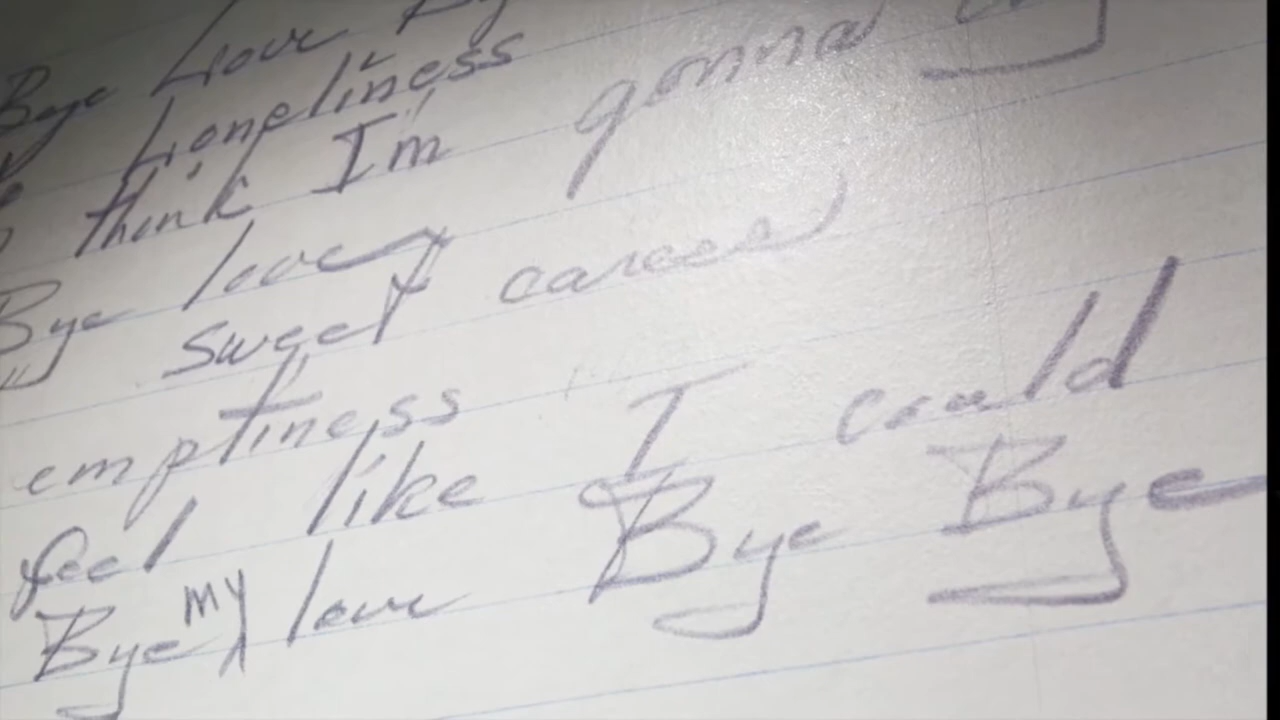 Bye Love
Loneliness
think I'm gonna
Bye love
sweet caress
emptiness
feel like I could
Bye my love Bye Bye